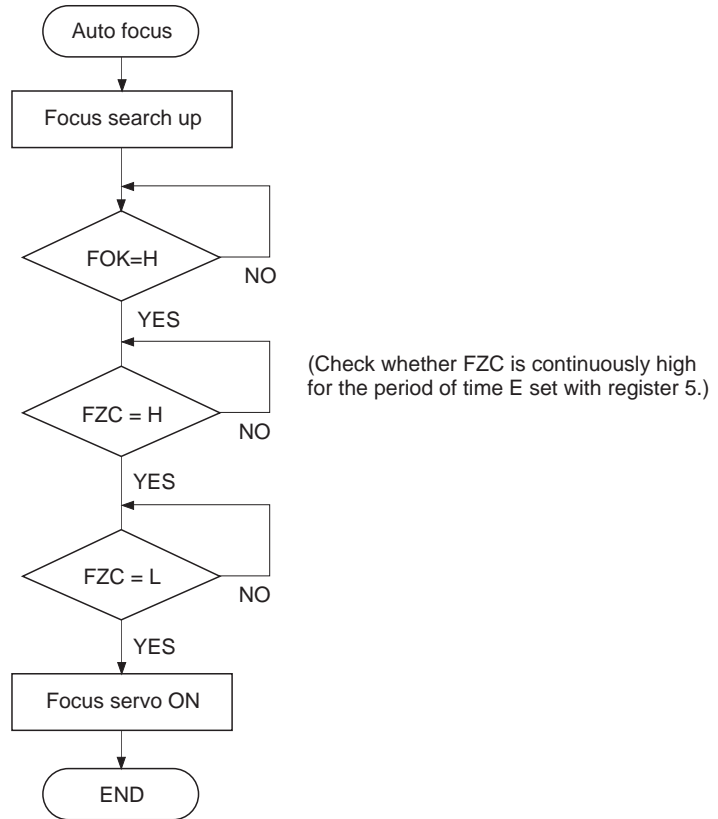 Auto focus
Focus search up
FOK=H
NO
YES
(Check whether FZC is continuously high
for the period of time E set with register 5.)
FZC = H
NO
YES
FZC = L
NO
YES
Focus servo ON
END